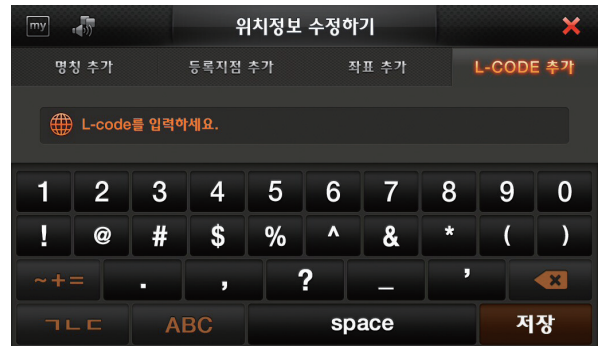 my 위치정보 수정하기
명칭 추가 등록지점 추가 좌표 추가 L-CODE 추가
L-code를 입력하세요.
1 2 3 4 5 6 7 8 9 0
! @ # $ % ^ & * ( )
~+= . , ? _ ’
ㄱㄴㄷ ABC space 저장